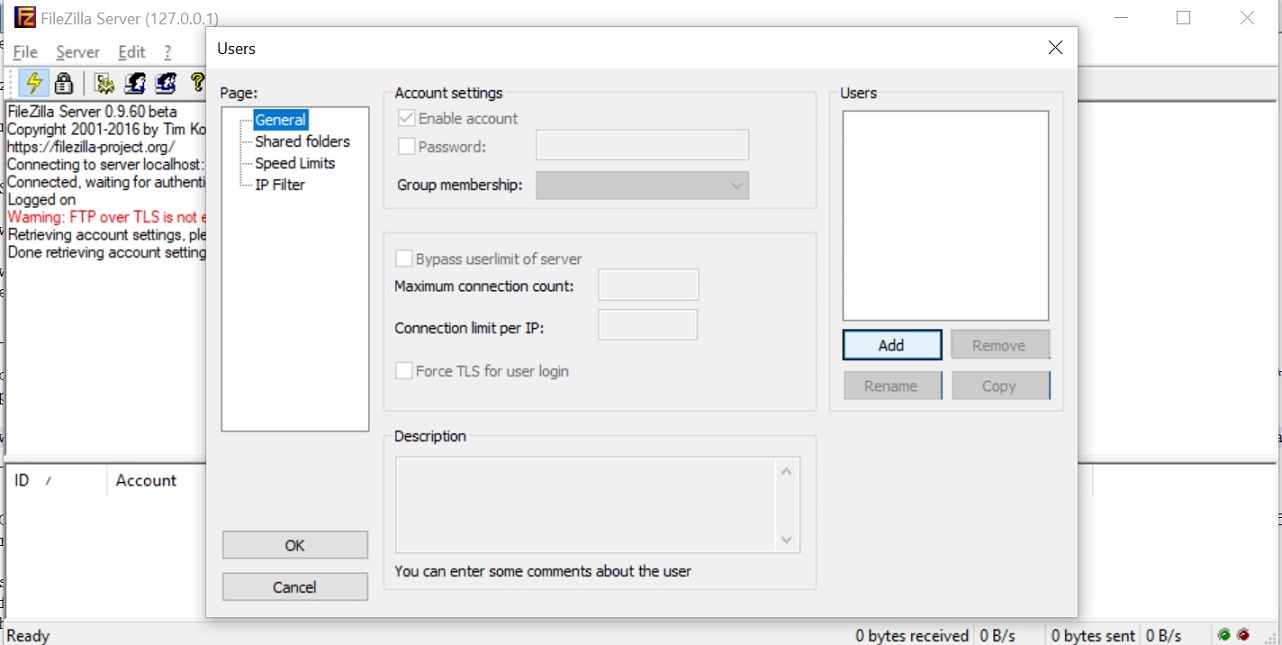 FileZilla Server (127.0.0.1)
File Server Edit ?
FileZilla Server 0.9.60 beta
Copyright 2001-2016 by Tim Ko
https://filezilla-project.org/
Connecting to server localhost:
Connected, waiting for authenti
Logged on
Warning: FTP over TLS is not e
Retrieving account settings, ple
Done retrieving account setting
Users
Page:
General
Shared folders
Speed Limits
IP Filter
OK
Cancel
Account settings
Enable account
Password:
Group membership:
Bypass userlimit of server
Maximum connection count:
Connection limit per IP:
Force TLS for user login
Description
You can enter some comments about the user
Users
Add Remove
Rename Copy
ID / Account
Ready 0 bytes received 0 B/s 0 bytes sent 0 B/s